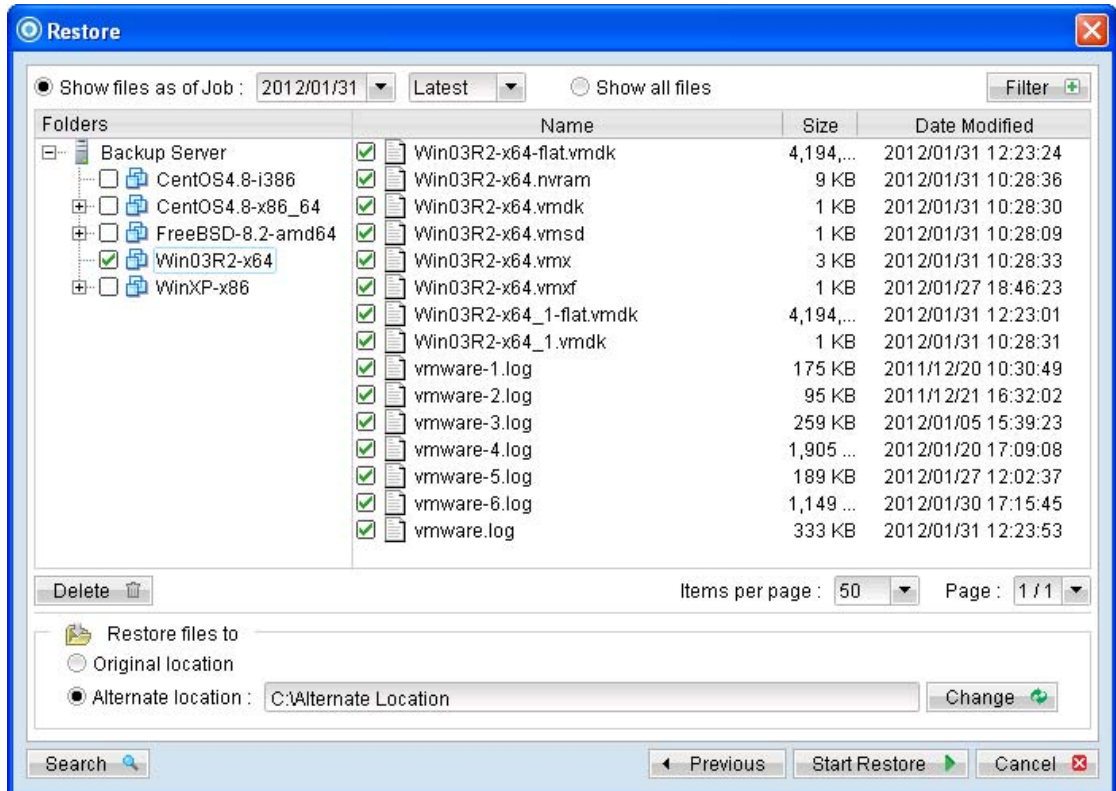 Restore
Show files as of Job : 2012/01/31 Latest Show all files Filter
Folders Name Size Date Modified
Backup Server Win03R2-x64-flat.vmdk 4,194,... 2012/01/31 12:23:24
CentOS4.8-i386 Win03R2-x64.nvram 9 KB 2012/01/31 10:28:36
CentOS4.8-x86_64 Win03R2-x64.vmdk 1 KB 2012/01/31 10:28:30
FreeBSD-8.2-amd64 Win03R2-x64.vmsd 1 KB 2012/01/31 10:28:09
Win03R2-x64 Win03R2-x64.vmx 3 KB 2012/01/31 10:28:33
WinXP-x86 Win03R2-x64.vmxf 1 KB 2012/01/27 18:46:23
Win03R2-x64_1-flat.vmdk 4,194,... 2012/01/31 12:23:01
Win03R2-x64_1.vmdk 1 KB 2012/01/31 10:28:31
vmware-1.log 175 KB 2011/12/20 10:30:49
vmware-2.log 95 KB 2011/12/21 16:32:02
vmware-3.log 259 KB 2012/01/05 15:39:23
vmware-4.log 1,905 ... 2012/01/20 17:09:08
vmware-5.log 189 KB 2012/01/27 12:02:37
vmware-6.log 1,149 ... 2012/01/30 17:15:45
vmware.log 333 KB 2012/01/31 12:23:53
Delete Items per page : 50 Page : 1 / 1
Restore files to
Original location
Alternate location : C:\Alternate Location Change
Search Previous Start Restore Cancel